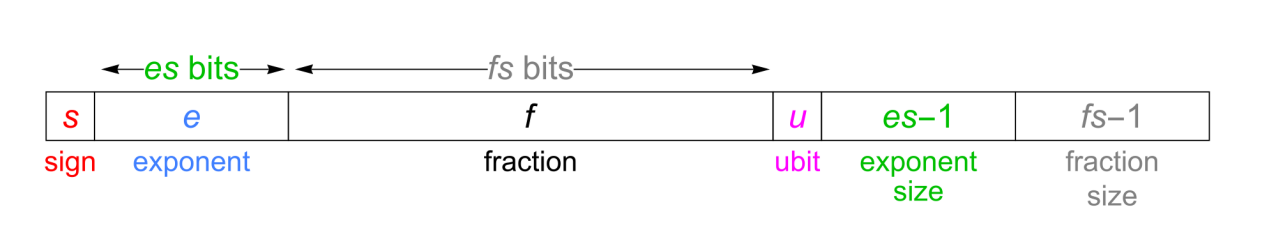 es bits fs bits
s e f u es−1 fs−1
sign exponent fraction ubit exponent size fraction size